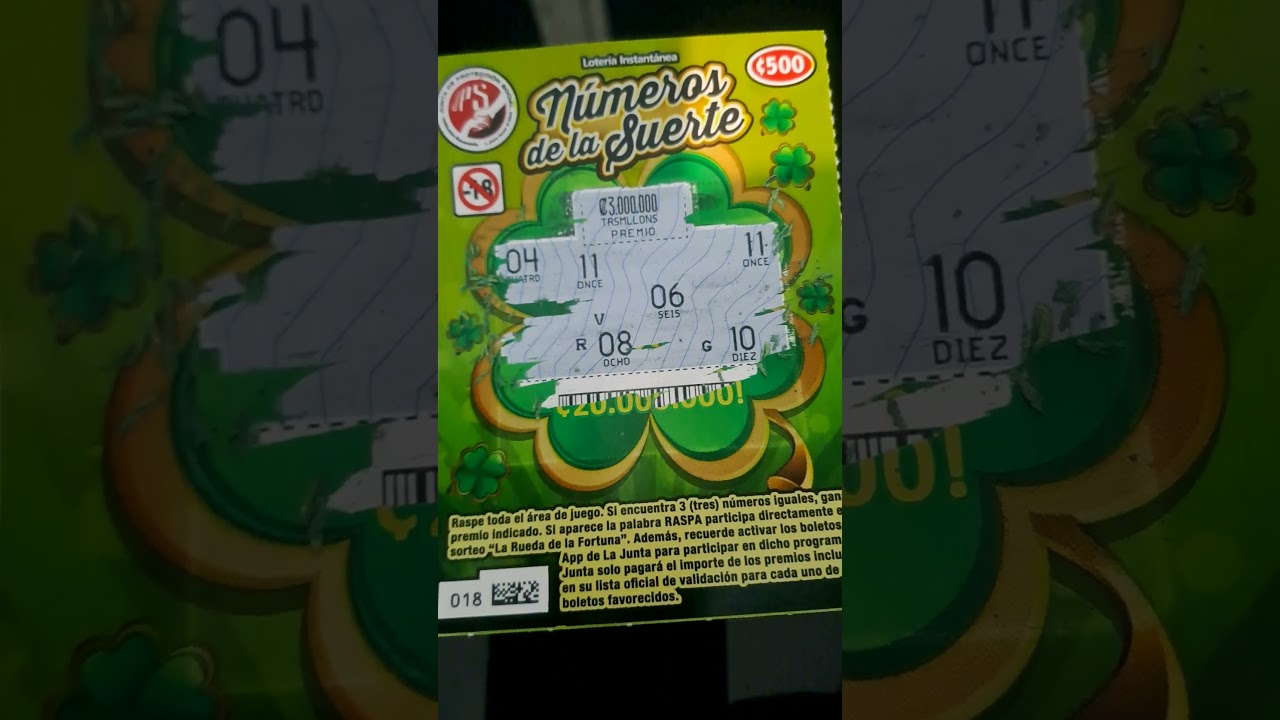 Lotería Instantánea
¢500
Números
de la Suerte
-18
₡3.000.000
TRSMLLONS
PREMIO
04 11 11
ONCE ONCE
06
SEIS
V
R 08 G 10
OCHO DIEZ
¡
Raspe toda el área de juego. Si encuentra 3 (tres) números iguales, gan
premio indicado. Si aparece la palabra RASPA participa directamente e
sorteo "La Rueda de la Fortuna". Además, recuerde activar los boletos
App de La Junta para participar en dicho program
Junta solo pagará el importe de los premios inclu
en su lista oficial de validación para cada uno de
boletos favorecidos.
018